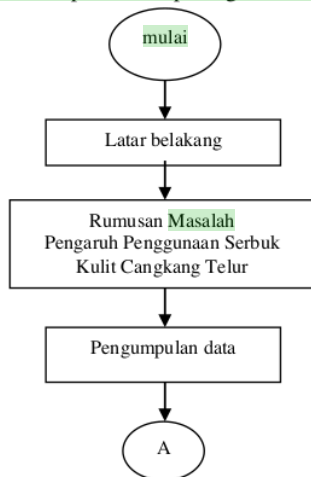 mulai
Latar belakang
Rumusan Masalah
Pengaruh Penggunaan Serbuk
Kulit Cangkang Telur
Pengumpulan data
A